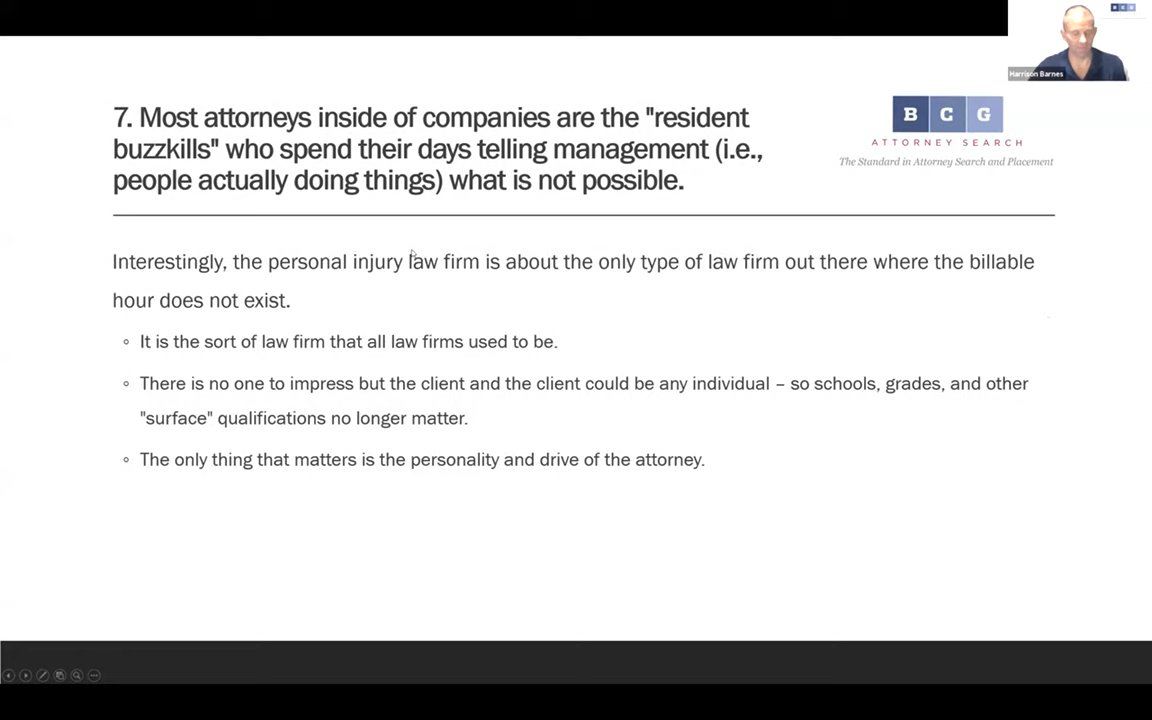 B C G
Harrison Barnes
7. Most attorneys inside of companies are the "resident
buzzkills" who spend their days telling management (i.e.,
people actually doing things) what is not possible.
B C G
ATTORNEY SEARCH
The Standard in Attorney Search and Placement
Interestingly, the personal injury law firm is about the only type of law firm out there where the billable
hour does not exist.
It is the sort of law firm that all law firms used to be.
There is no one to impress but the client and the client could be any individual – so schools, grades, and other
"surface" qualifications no longer matter.
The only thing that matters is the personality and drive of the attorney.